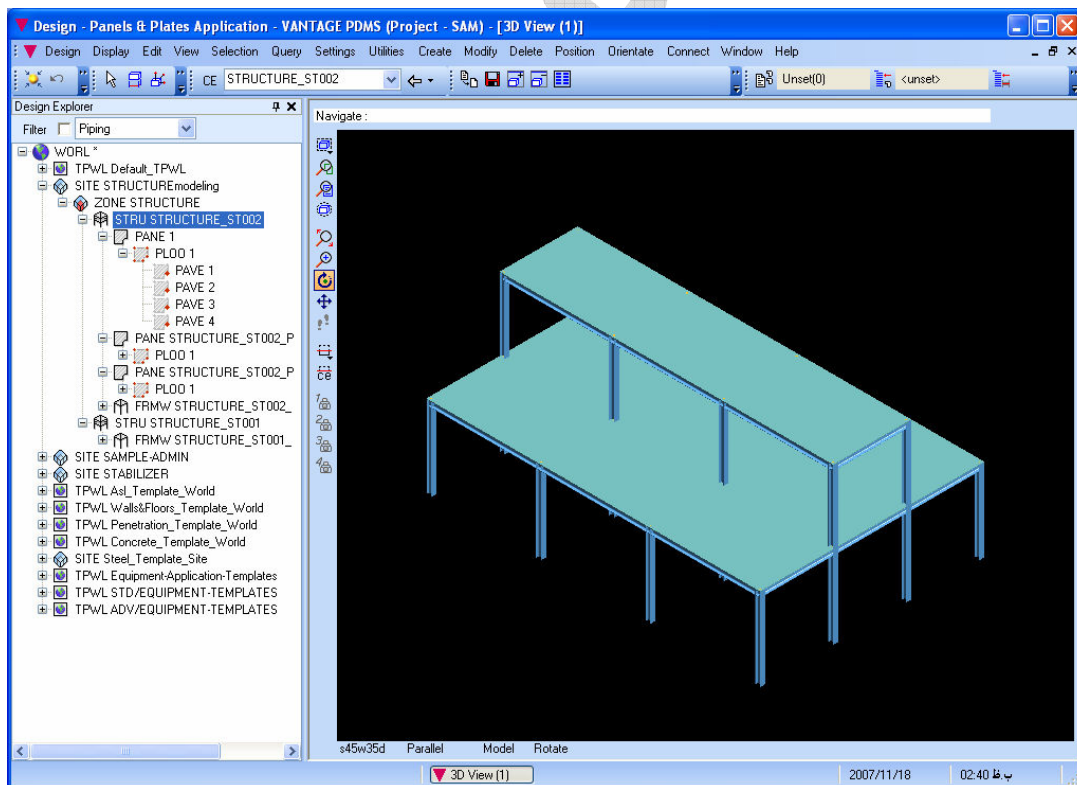 Design - Panels & Plates Application - VANTAGE PDMS (Project - SAM) - [3D View (1)]
Design Display Edit View Selection Query Settings Utilities Create Modify Delete Position Orientate Connect Window Help
CE STRUCTURE_ST002 Unset(0) <unset>
Design Explorer
Navigate :
Filter Piping
WORL *
TPWL Default_TPWL
SITE STRUCTUREmodeling
ZONE STRUCTURE
STRU STRUCTURE_ST002
PANE 1
PLOO 1
PAVE 1
PAVE 2
PAVE 3
PAVE 4
PANE STRUCTURE_ST002_P
PLOO 1
PANE STRUCTURE_ST002_P
PLOO 1
FRMW STRUCTURE_ST002_
STRU STRUCTURE_ST001
FRMW STRUCTURE_ST001_
SITE SAMPLE-ADMIN
SITE STABILIZER
TPWL Asl_Template_World
TPWL Walls&Floors_Template_World
TPWL Penetration_Template_World
TPWL Concrete_Template_World
SITE Steel_Template_Site
TPWL Equipment-Application-Templates
TPWL STD/EQUIPMENT-TEMPLATES
TPWL ADV/EQUIPMENT-TEMPLATES
ce
1
2
3
4
s45w35d Parallel Model Rotate
3D View (1) 2007/11/18 02:40 ب.ظ